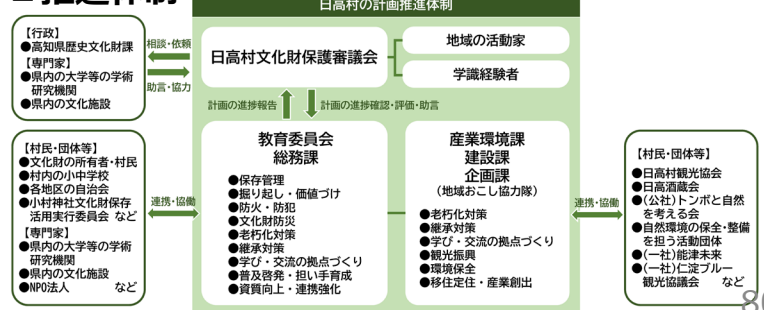 日高村の計画推進体制
【行政】
●高知県歴史文化財課
【専門家】
●県内の大学等の学術
研究機関
●県内の文化施設
相談・依頼
助言・協力
日高村文化財保護審議会
地域の活動家
学識経験者
計画の進捗報告
計画の進捗確認・評価・助言
【村民・団体等】
●文化財の所有者・村民
●村内の小中学校
●各地区の自治会
●小村神社文化財保存
活用実行委員会 など
【専門家】
●県内の大学等の学術
研究機関
●県内の文化施設
●NPO法人 など
連携・協働
教育委員会
総務課
●保存管理
●掘り起し・価値づけ
●防火・防犯
●文化財防災
●老朽化対策
●継承対策
●学び・交流の拠点づくり
●普及啓発・担い手育成
●資質向上・連携強化
産業環境課
建設課
企画課
(地域おこし協力隊)
●老朽化対策
●継承対策
●学び・交流の拠点づくり
●観光振興
●環境保全
●移住定住・産業創出
連携・協働
【村民・団体等】
●日高村観光協会
●日高酒蔵会
●(公社)トンボと自然
を考える会
●自然環境の保全・整備
を担う活動団体
●(一社)能津未来
●(一社)仁淀ブルー
観光協議会 など